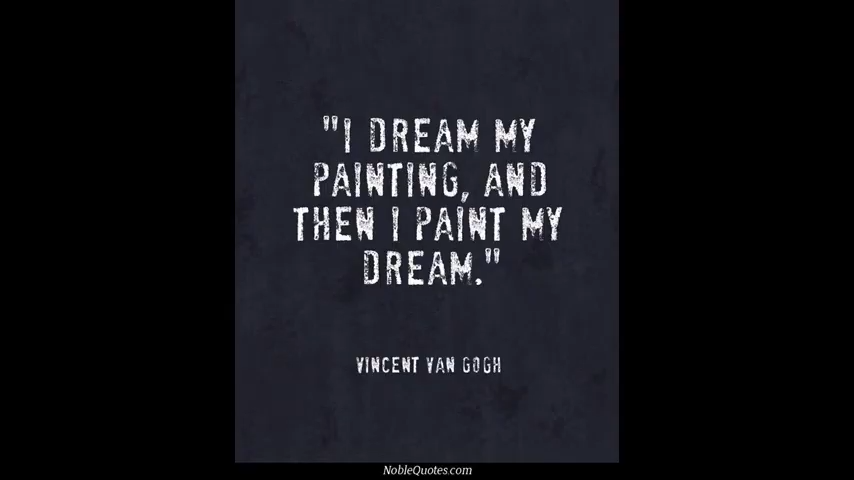 "I DREAM MY
PAINTING, AND
THEN I PAINT MY
DREAM."
VINCENT VAN GOGH
NobleQuotes.com